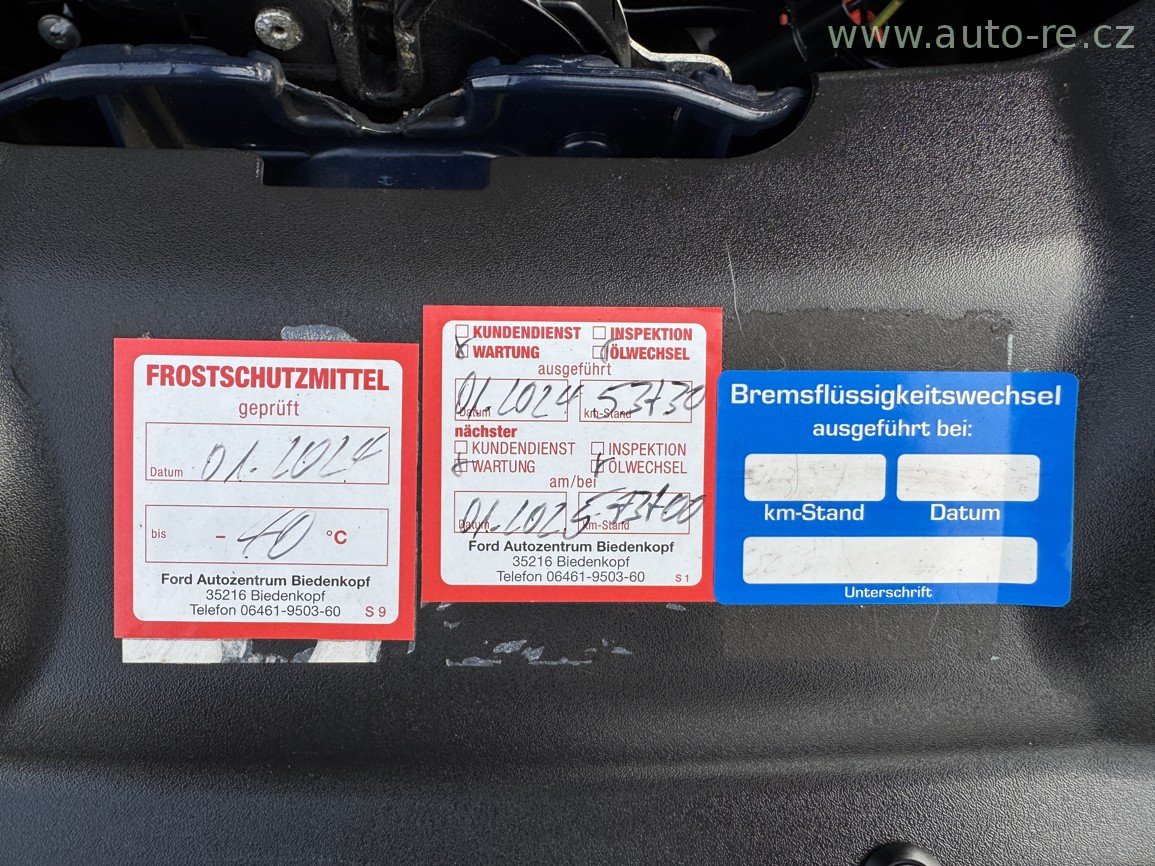 www.auto-re.cz
FROSTSCHUTZMITTEL
geprüft
Datum 01.2024
bis - 40 °C
Ford Autozentrum Biedenkopf
35216 Biedenkopf
Telefon 06461-9503-60 S 9
KUNDENDIENST INSPEKTION
WARTUNG ÖLWECHSEL
ausgeführt
01.2024 53730
Datum km-Stand
nächster
KUNDENDIENST INSPEKTION
WARTUNG ÖLWECHSEL
am/bei
01.2025
Datum km-Stand
Ford Autozentrum Biedenkopf
35216 Biedenkopf
Telefon 06461-9503-60 S 1
Bremsflüssigkeitswechsel
ausgeführt bei:
km-Stand Datum
Unterschrift